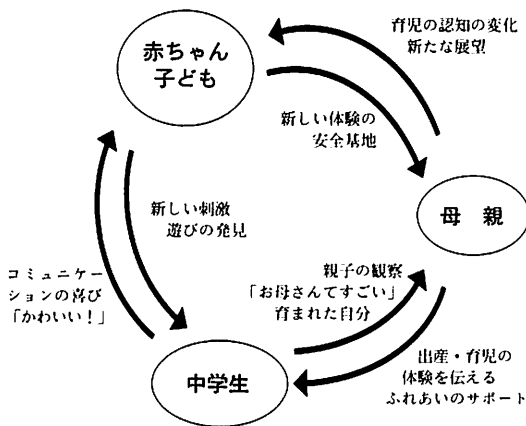 育児の認知の変化
新たな展望
赤ちゃん
子ども
新しい体験の
安全基地
母 親
新しい刺激
遊びの発見
コミュニケー
ションの喜び
「かわいい！」
親子の観察
「お母さんてすごい」
育まれた自分
中学生
出産・育児の
体験を伝える
ふれあいのサポート